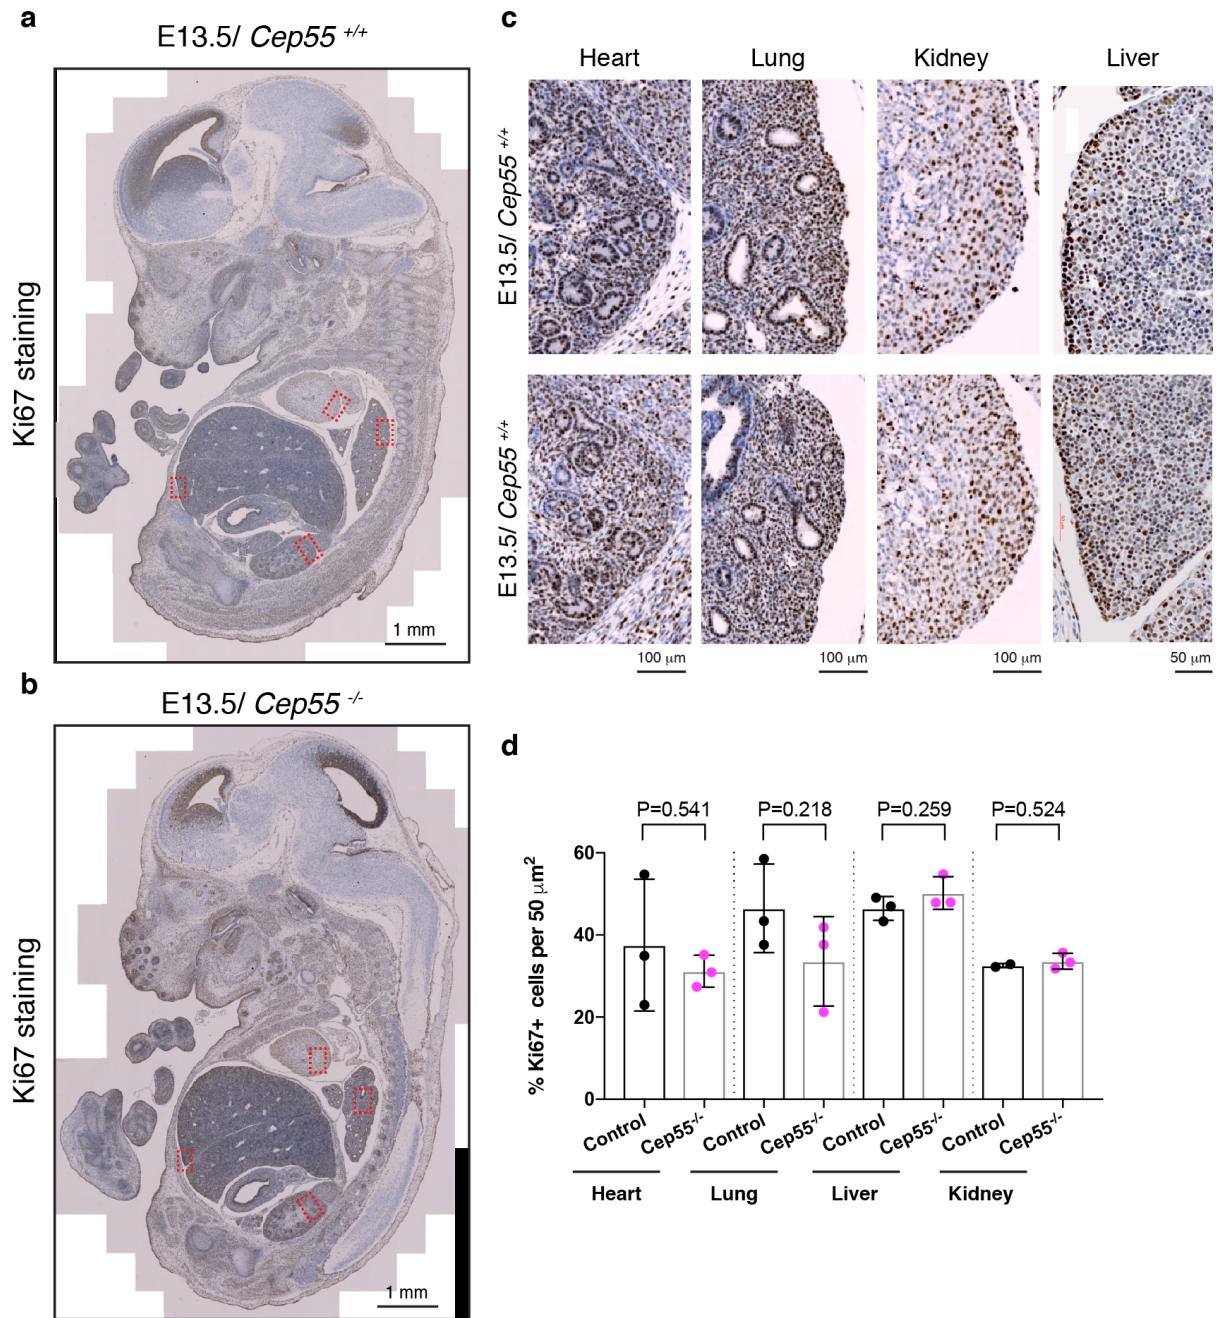 a
E13.5/ Cep55 +/+
Ki67 staining
1 mm
b
E13.5/ Cep55 -/-
Ki67 staining
1 mm
c
Heart Lung Kidney Liver
E13.5/ Cep55 +/+
E13.5/ Cep55 +/+
100 µm 100 µm 100 µm 50 µm
d
P=0.541 P=0.218 P=0.259 P=0.524
% Ki67+ cells per 50 µm2
60
40
20
0
Control Cep55-/- Control Cep55-/- Control Cep55-/- Control Cep55-/-
Heart Lung Liver Kidney